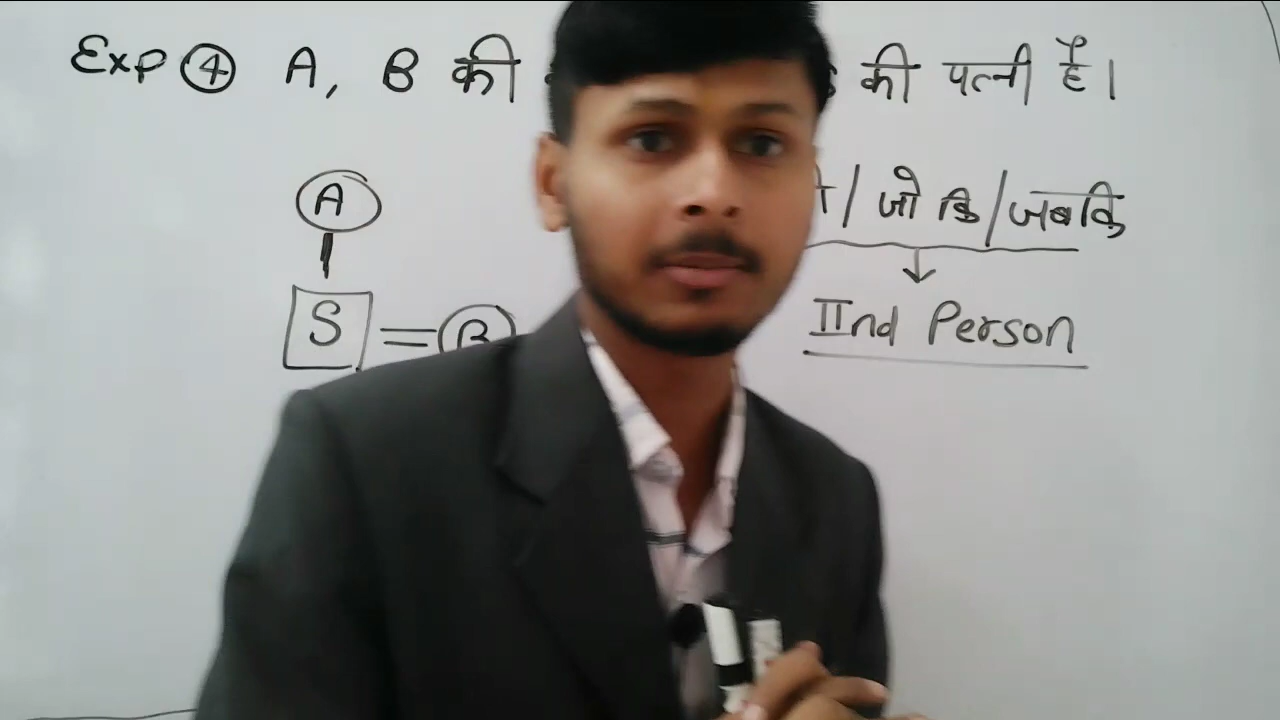 Exp ④ A, B की की पत्नी है।
A / जो कि / जबकि
S = B IInd Person